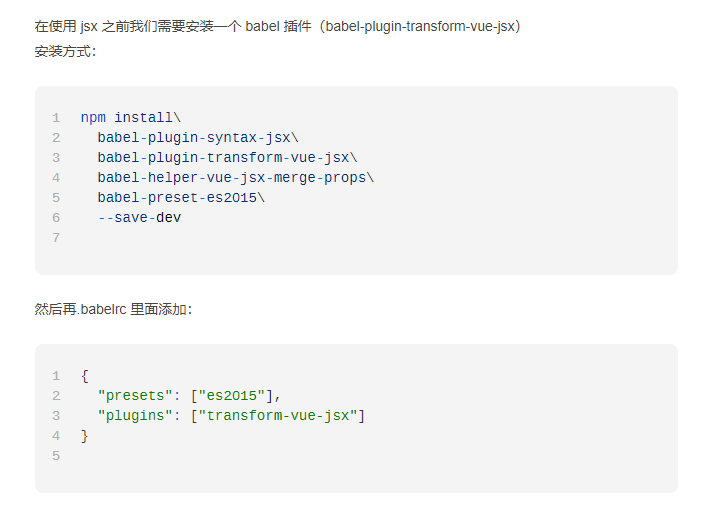 在使用 jsx 之前我们需要安装一个 babel 插件（babel-plugin-transform-vue-jsx）
安装方式：
1 npm install\
2   babel-plugin-syntax-jsx\
3   babel-plugin-transform-vue-jsx\
4   babel-helper-vue-jsx-merge-props\
5   babel-preset-es2015\
6   --save-dev
7
然后再.babelrc 里面添加：
1 {
2   "presets": ["es2015"],
3   "plugins": ["transform-vue-jsx"]
4 }
5